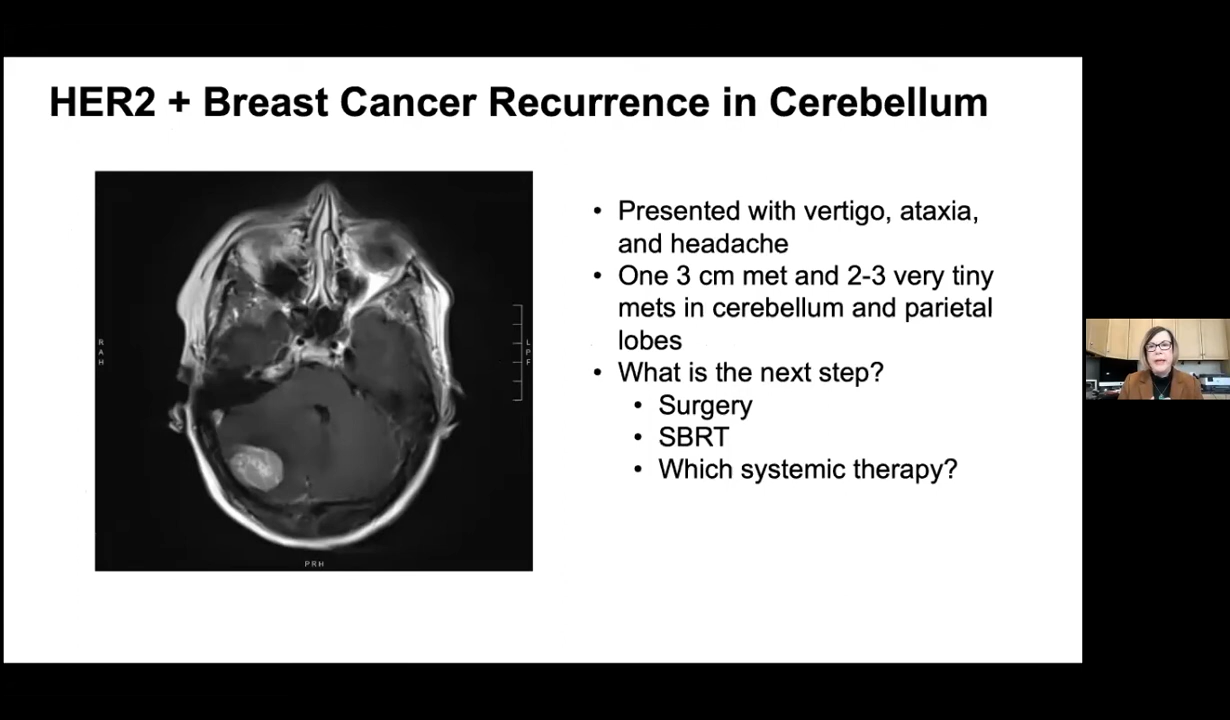 HER2 + Breast Cancer Recurrence in Cerebellum
• Presented with vertigo, ataxia,
and headache
• One 3 cm met and 2-3 very tiny
mets in cerebellum and parietal
lobes
• What is the next step?
• Surgery
• SBRT
• Which systemic therapy?
R
A
H
L
P
F
PRH